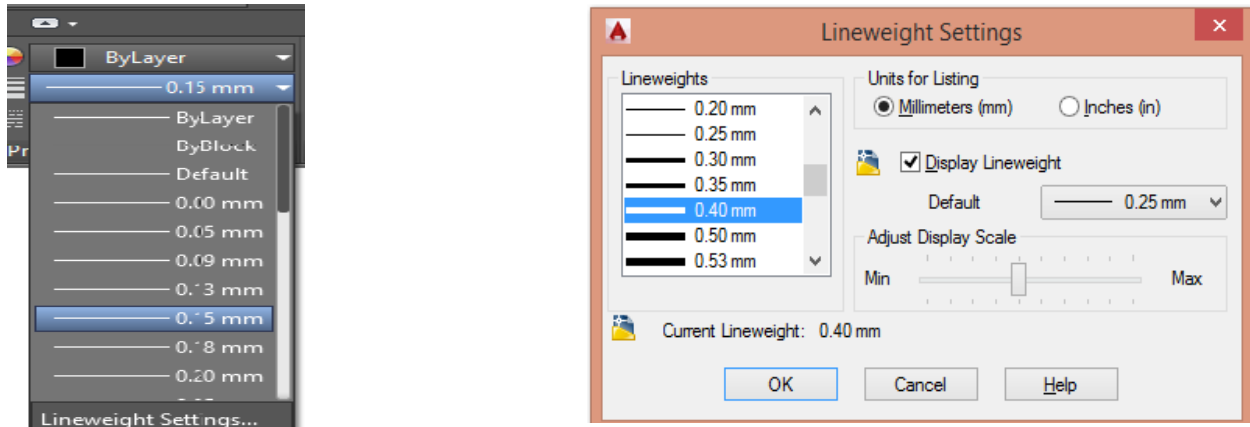 ByLayer
0.15 mm
ByLayer
ByBlock
Default
0.00 mm
0.05 mm
0.09 mm
0.13 mm
0.15 mm
0.18 mm
0.20 mm
Lineweight Settings...
Pr
Lineweight Settings
Lineweights
0.20 mm
0.25 mm
0.30 mm
0.35 mm
0.40 mm
0.50 mm
0.53 mm
Units for Listing
Millimeters (mm) Inches (in)
Display Lineweight
Default 0.25 mm
Adjust Display Scale
Min Max
Current Lineweight: 0.40 mm
OK Cancel Help